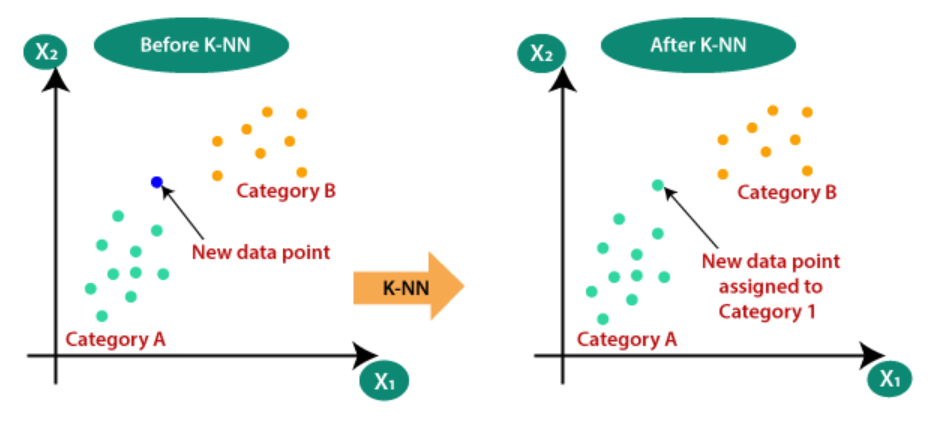 Before K-NN
X₂
Category B
New data point
Category A
X₁
K-NN
After K-NN
X₂
Category B
New data point
assigned to
Category 1
Category A
X₁